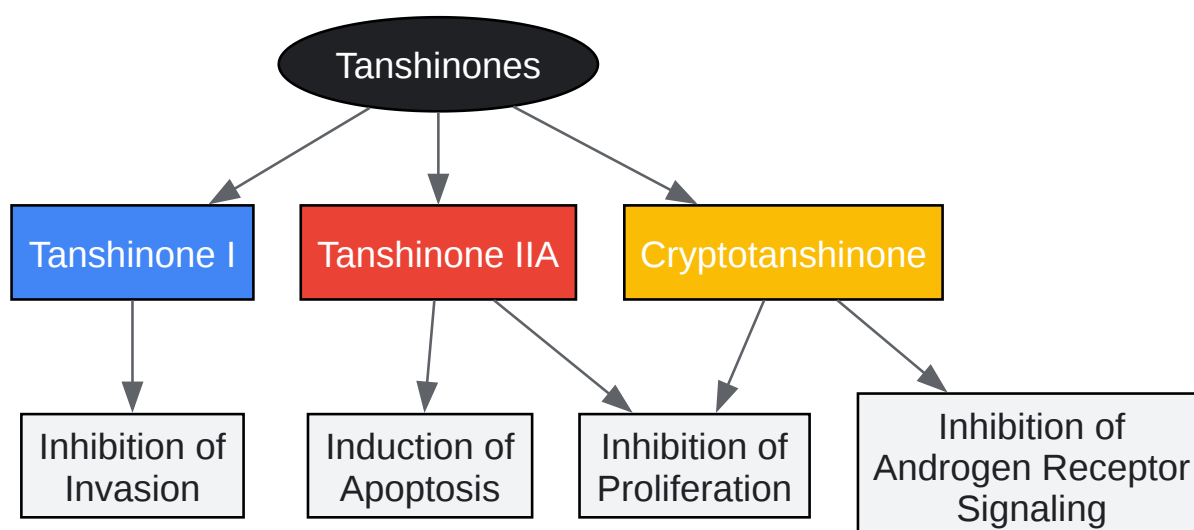 Tanshinones
Tanshinone I
Tanshinone IIA
Cryptotanshinone
Inhibition of
Invasion
Induction of
Apoptosis
Inhibition of
Proliferation
Inhibition of
Androgen Receptor
Signaling